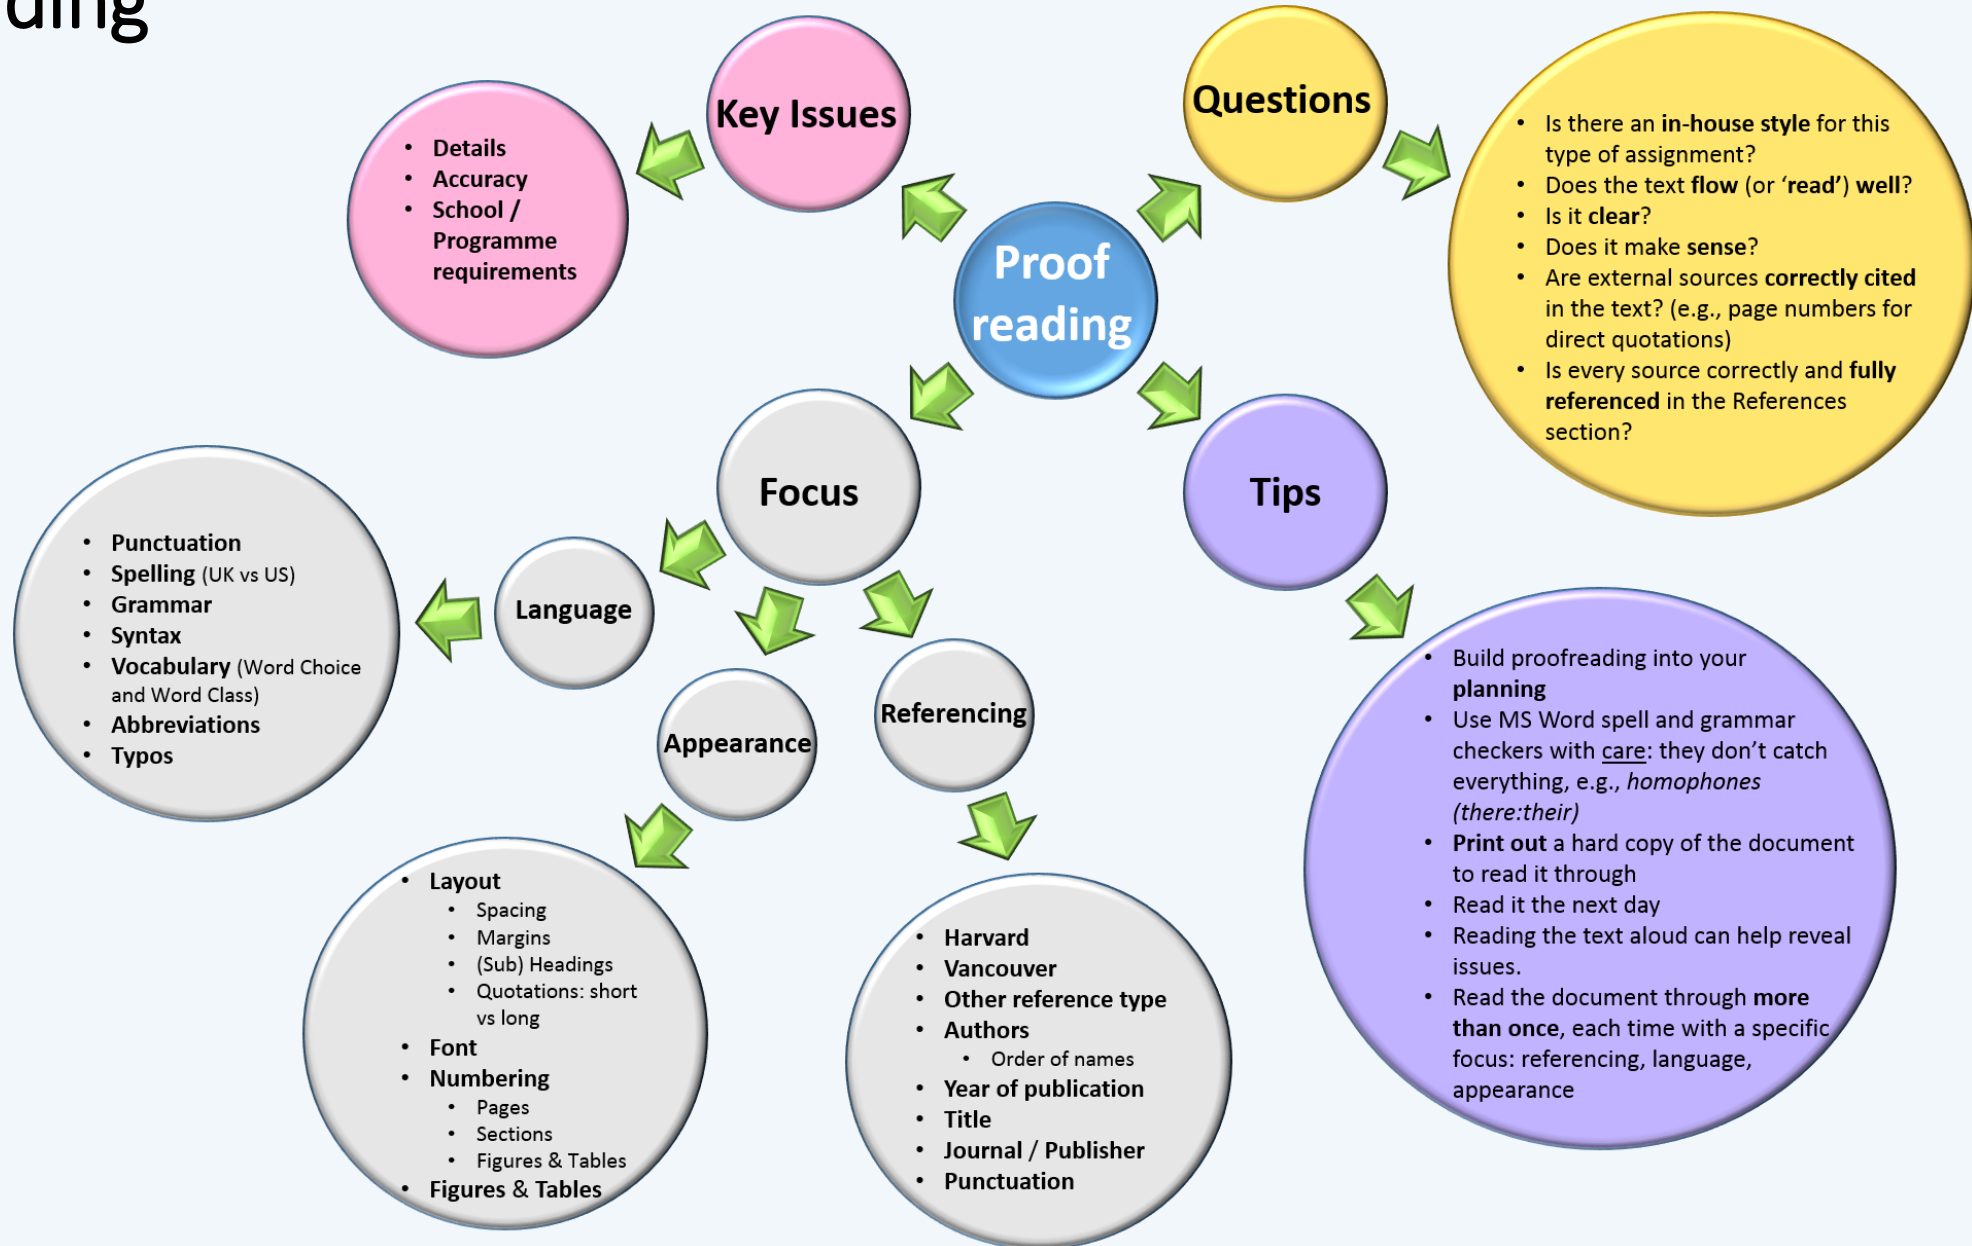 ding
Key Issues
• Details
• Accuracy
• School /
Programme
requirements
Questions
• Is there an in-house style for this
type of assignment?
• Does the text flow (or ‘read’) well?
• Is it clear?
• Does it make sense?
• Are external sources correctly cited
in the text? (e.g., page numbers for
direct quotations)
• Is every source correctly and fully
referenced in the References
section?
Proof
reading
Focus
Tips
Language
• Punctuation
• Spelling (UK vs US)
• Grammar
• Syntax
• Vocabulary (Word Choice
and Word Class)
• Abbreviations
• Typos
Appearance
• Layout
• Spacing
• Margins
• (Sub) Headings
• Quotations: short
vs long
• Font
• Numbering
• Pages
• Sections
• Figures & Tables
• Figures & Tables
Referencing
• Harvard
• Vancouver
• Other reference type
• Authors
• Order of names
• Year of publication
• Title
• Journal / Publisher
• Punctuation
• Build proofreading into your
planning
• Use MS Word spell and grammar
checkers with care: they don’t catch
everything, e.g., homophones
(there:their)
• Print out a hard copy of the document
to read it through
• Read it the next day
• Reading the text aloud can help reveal
issues.
• Read the document through more
than once, each time with a specific
focus: referencing, language,
appearance